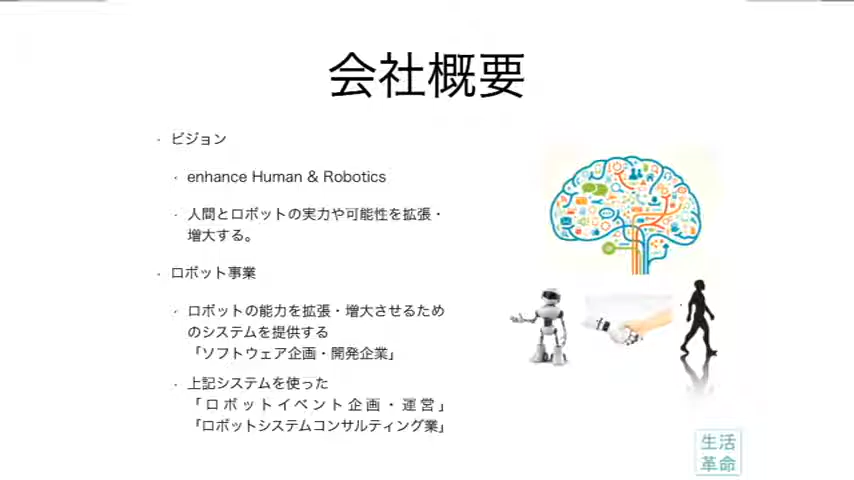 会社概要
・ ビジョン
・ enhance Human & Robotics
・ 人間とロボットの実力や可能性を拡張・
増大する。
・ ロボット事業
・ ロボットの能力を拡張・増大させるため
のシステムを提供する
「ソフトウェア企画・開発企業」
・ 上記システムを使った
「ロボットイベント企画・運営」
「ロボットシステムコンサルティング業」
生活
革命